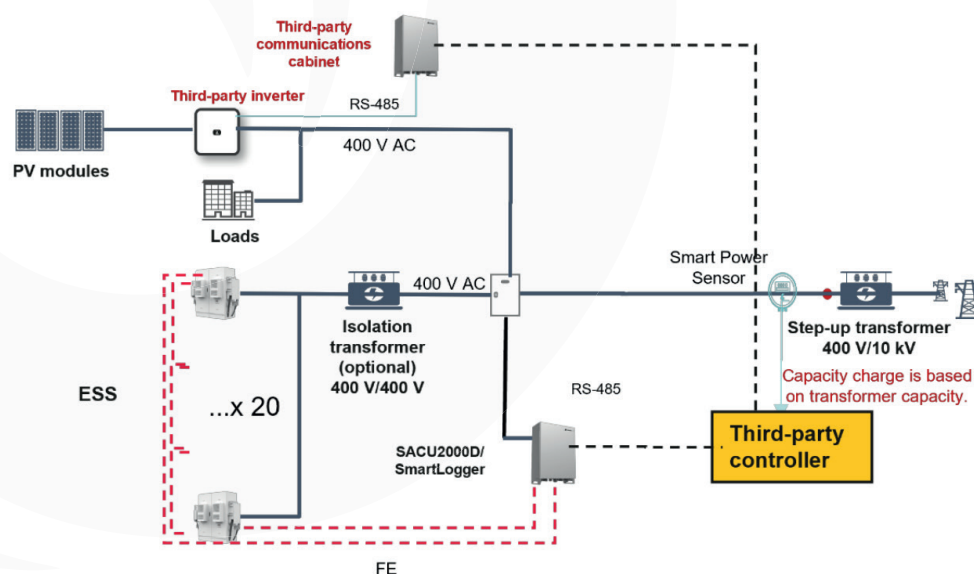 Third-party
communications
cabinet
Third-party inverter
RS-485
400 V AC
PV modules
Loads
Smart Power
Sensor
400 V AC
Isolation
transformer
(optional)
400 V/400 V
Step-up transformer
400 V/10 kV
Capacity charge is based
on transformer capacity.
ESS
...x 20
RS-485
SACU2000D/
SmartLogger
Third-party
controller
FE